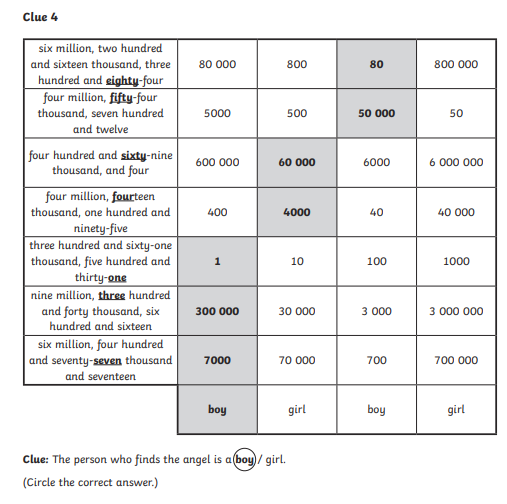 Clue 4
six million, two hundred
and sixteen thousand, three
hundred and eighty-four
80 000
800
80
800 000
four million, fifty-four
thousand, seven hundred
and twelve
5000
500
50 000
50
four hundred and sixty-nine
thousand, and four
600 000
60 000
6000
6 000 000
four million, fourteen
thousand, one hundred and
ninety-five
400
4000
40
40 000
three hundred and sixty-one
thousand, five hundred and
thirty-one
1
10
100
1000
nine million, three hundred
and forty thousand, six
hundred and sixteen
300 000
30 000
3 000
3 000 000
six million, four hundred
and seventy-seven thousand
and seventeen
7000
70 000
700
700 000
boy
girl
boy
girl
Clue: The person who finds the angel is a boy / girl.
(Circle the correct answer.)